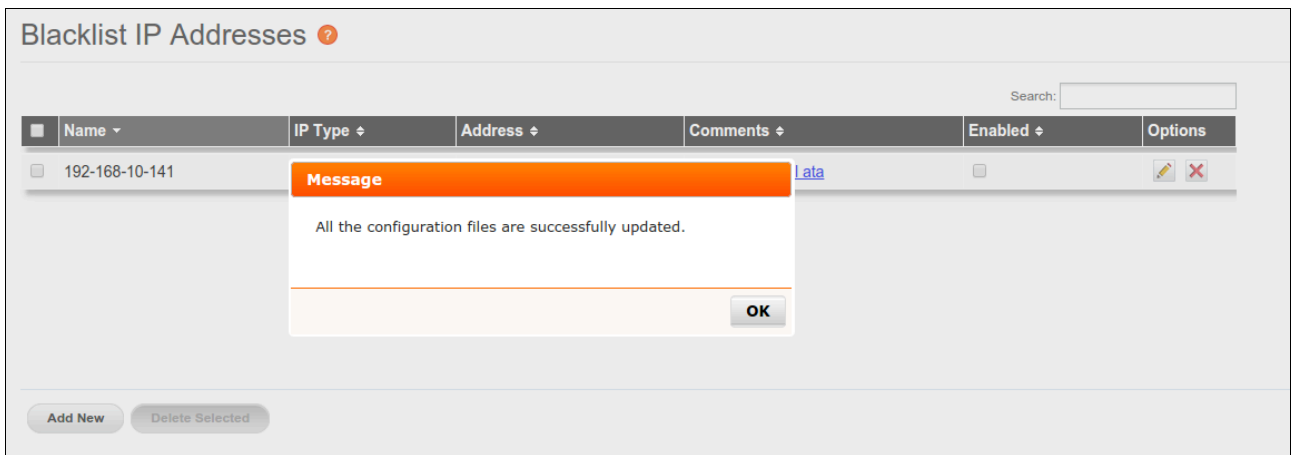 Blacklist IP Addresses ?
Search:
Name IP Type Address Comments Enabled Options
192-168-10-141 ata
Message
All the configuration files are successfully updated.
OK
Add New Delete Selected